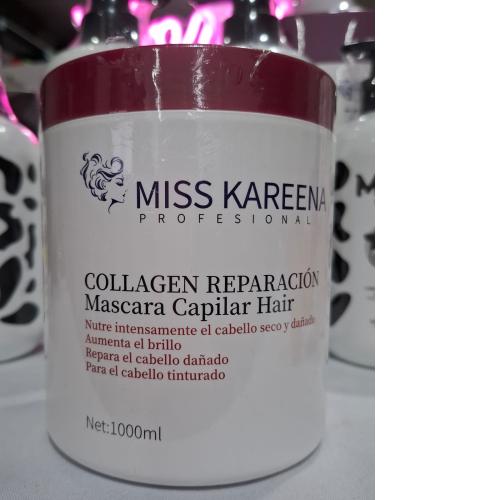 MISS KAREENA
PROFESIONAL
COLLAGEN REPARACIÓN
Mascara Capilar Hair
Nutre intensamente el cabello seco y dañado
Aumenta el brillo
Repara el cabello dañado
Para el cabello tinturado
Net:1000ml